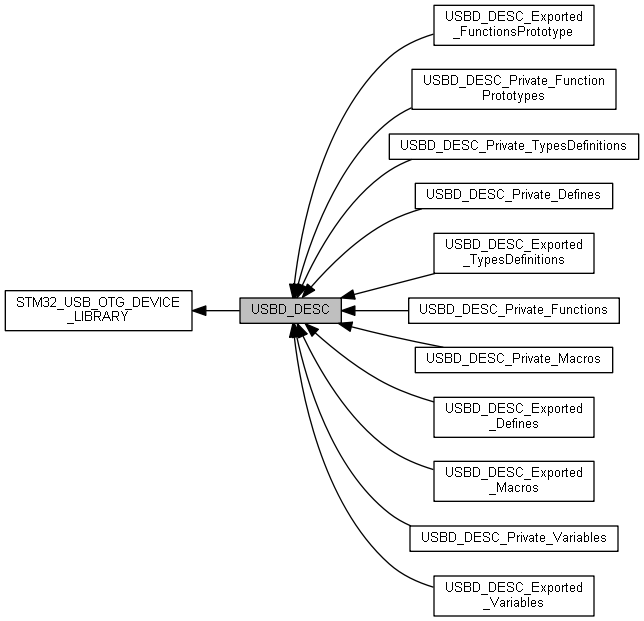 USBD_DESC_Exported
_FunctionsPrototype
USBD_DESC_Private_Function
Prototypes
USBD_DESC_Private_TypesDefinitions
USBD_DESC_Private_Defines
USBD_DESC_Exported
_TypesDefinitions
STM32_USB_OTG_DEVICE
_LIBRARY
USBD_DESC
USBD_DESC_Private_Functions
USBD_DESC_Private_Macros
USBD_DESC_Exported
_Defines
USBD_DESC_Exported
_Macros
USBD_DESC_Private_Variables
USBD_DESC_Exported
_Variables